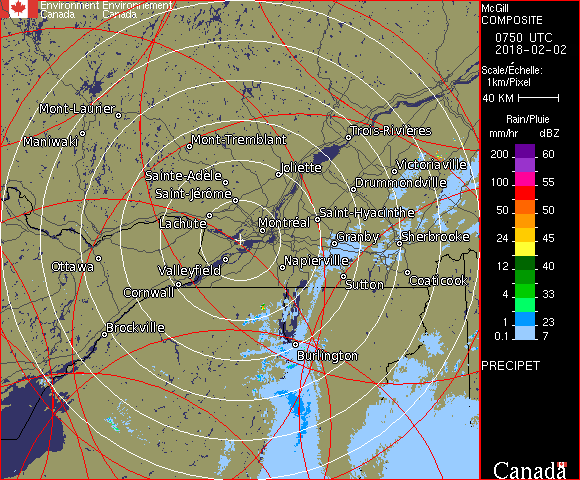 Environment Environnement
Canada Canada
McGill
COMPOSITE
0750 UTC
2018-02-02
Scale/Échelle:
1km/Pixel
40 KM
Rain/Pluie
mm/hr dBZ
200 60
100 55
50 50
24 45
12 40
4 33
1 23
0.1 7
PRECIPET
Canada
Mont-Laurier
Maniwaki
Mont-Tremblant
Trois-Rivières
Victoriaville
Joliette
Sainte-Adèle
Drummondville
Saint-Jérôme
Saint-Hyacinthe
Lachute
Montréal
Granby
Sherbrooke
Ottawa
Valleyfield
Napierville
Sutton
Coaticook
Cornwall
Brockville
Burlington